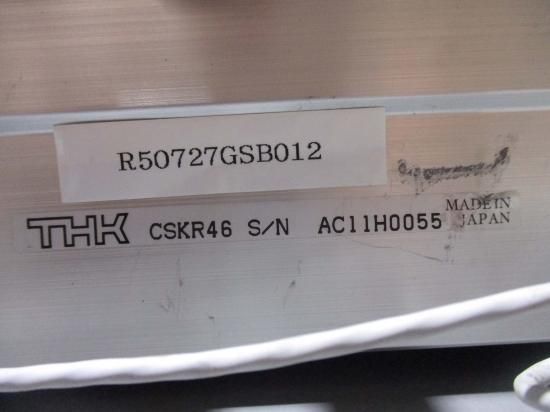 R50727GSB012
THK CSKR46 S/N AC11H0055 MADE IN JAPAN